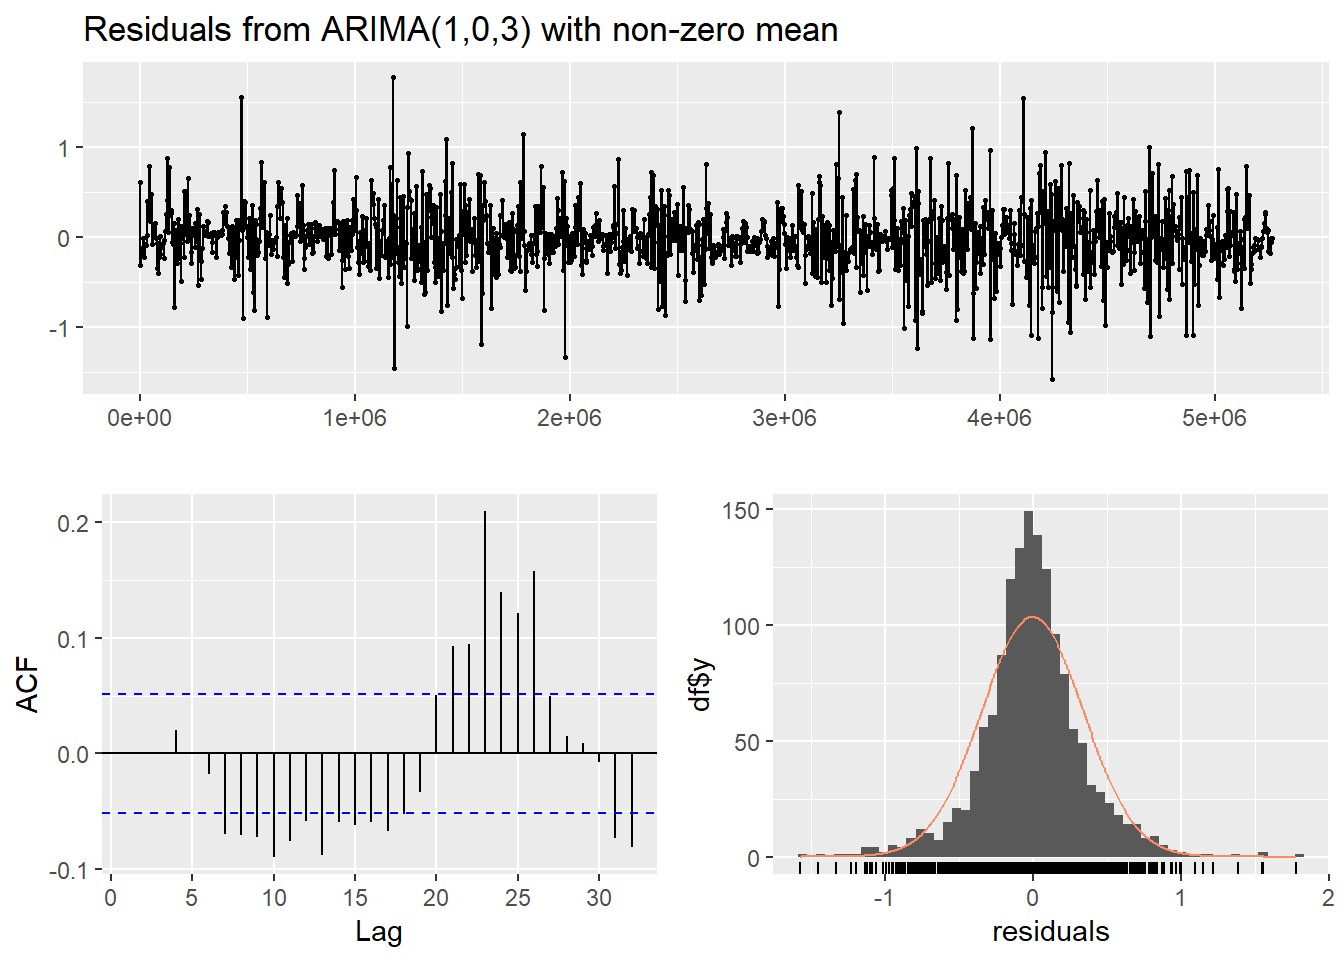 Residuals from ARIMA(1,0,3) with non-zero mean
1
0
-1
0e+00 1e+06 2e+06 3e+06 4e+06 5e+06
ACF
0.2
0.1
0.0
-0.1
0 5 10 15 20 25 30
Lag
df$y
150
100
50
0
-1 0 1 2
residuals